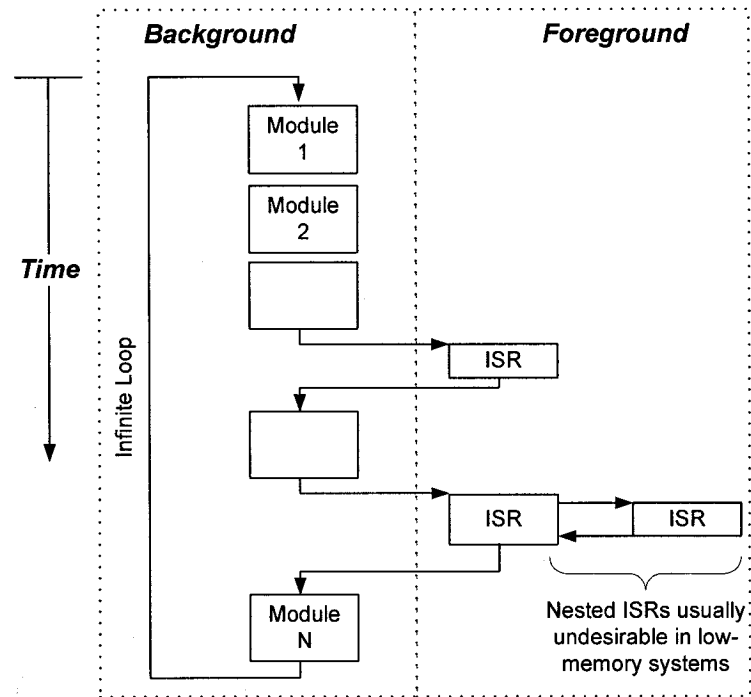 Background
Foreground
Module
1
Module
2
Time
Infinite Loop
ISR
ISR
ISR
Module
N
Nested ISRs usually
undesirable in low-
memory systems